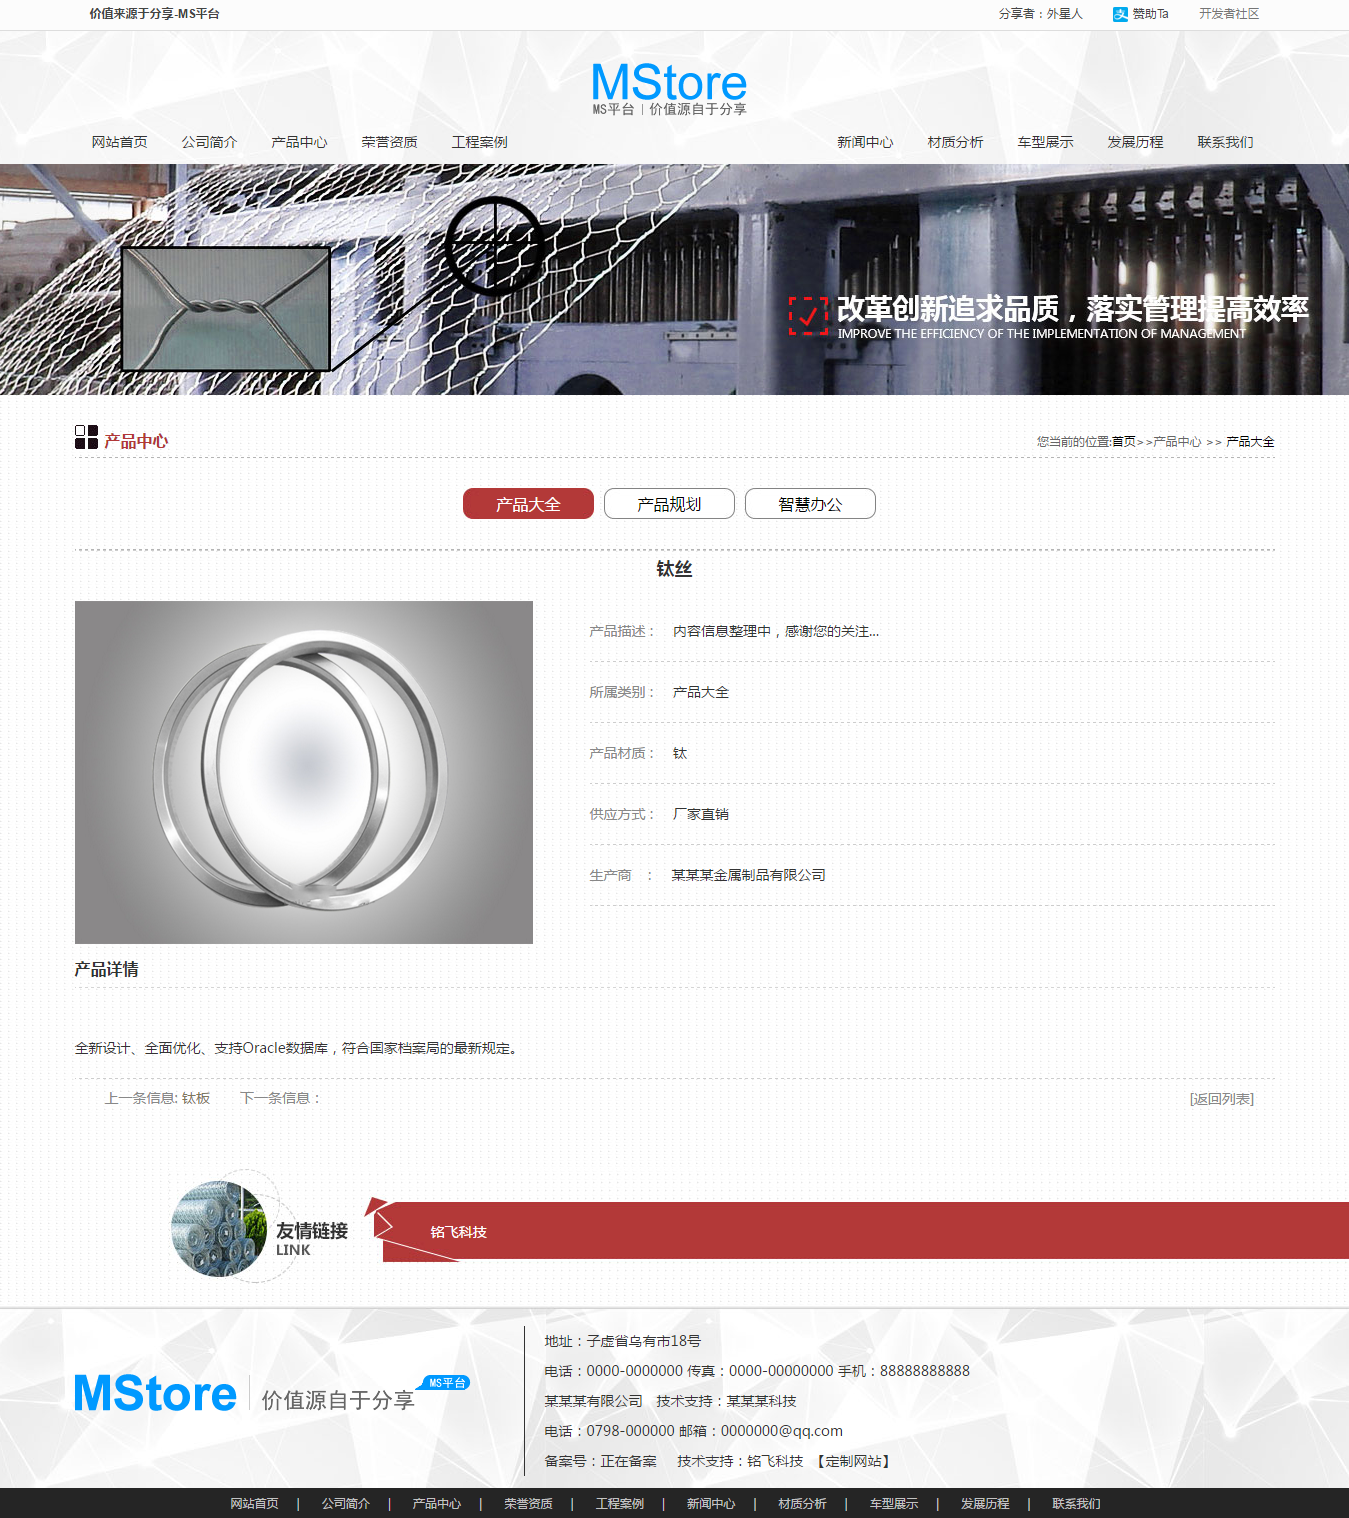 价值来源于分享-MS平台 分享者：外星人 赞助Ta 开发者社区
MStore
MS平台 | 价值源自于分享
网站首页 公司简介 产品中心 荣誉资质 工程案例 新闻中心 材质分析 车型展示 发展历程 联系我们
改革创新追求品质，落实管理提高效率
IMPROVE THE EFFICIENCY OF THE IMPLEMENTATION OF MANAGEMENT
产品中心 您当前的位置:首页>>产品中心 >> 产品大全
产品大全 产品规划 智慧办公
钛丝
产品描述： 内容信息整理中，感谢您的关注...
所属类别： 产品大全
产品材质： 钛
供应方式： 厂家直销
生产商 ： 某某某金属制品有限公司
产品详情
全新设计、全面优化、支持Oracle数据库，符合国家档案局的最新规定。
上一条信息: 钛板 下一条信息： [返回列表]
友情链接
LINK
铭飞科技
地址：子虚省乌有市18号
电话：0000-0000000 传真：0000-00000000 手机：88888888888
MStore | 价值源自于分享 MS平台
某某某有限公司 技术支持：某某某科技
电话：0798-000000 邮箱：0000000@qq.com
备案号：正在备案 技术支持：铭飞科技 【定制网站】
网站首页 | 公司简介 | 产品中心 | 荣誉资质 | 工程案例 | 新闻中心 | 材质分析 | 车型展示 | 发展历程 | 联系我们